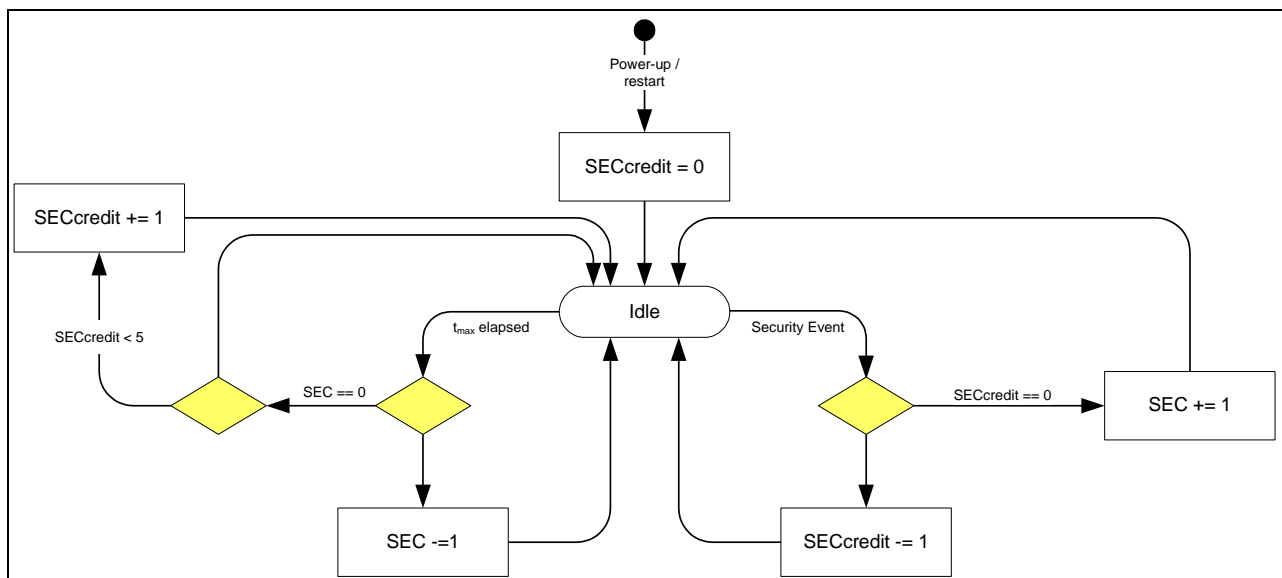 Power-up /
restart
SECcredit = 0
SECcredit += 1
Idle
SECcredit < 5
tmax elapsed
Security Event
SEC == 0
SECcredit == 0
SEC += 1
SEC -=1
SECcredit -= 1